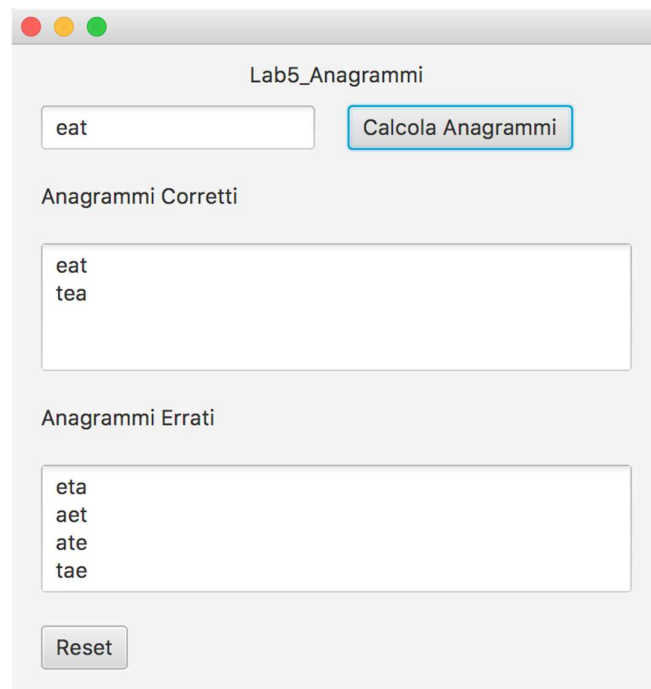 Lab5_Anagrammi
eat
Calcola Anagrammi
Anagrammi Corretti
eat
tea
Anagrammi Errati
eta
aet
ate
tae
Reset